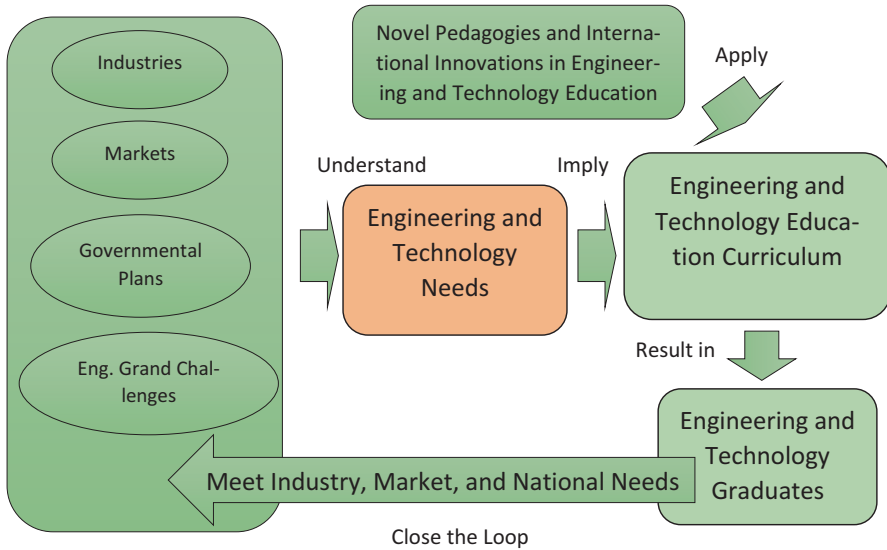 Industries
Markets
Governmental
Plans
Eng. Grand Chal-
lenges
Novel Pedagogies and Interna-
tional Innovations in Engineer-
ing and Technology Education
Apply
Understand
Engineering and
Technology
Needs
Imply
Engineering and
Technology Educa-
tion Curriculum
Result in
Engineering and
Technology
Graduates
Meet Industry, Market, and National Needs
Close the Loop